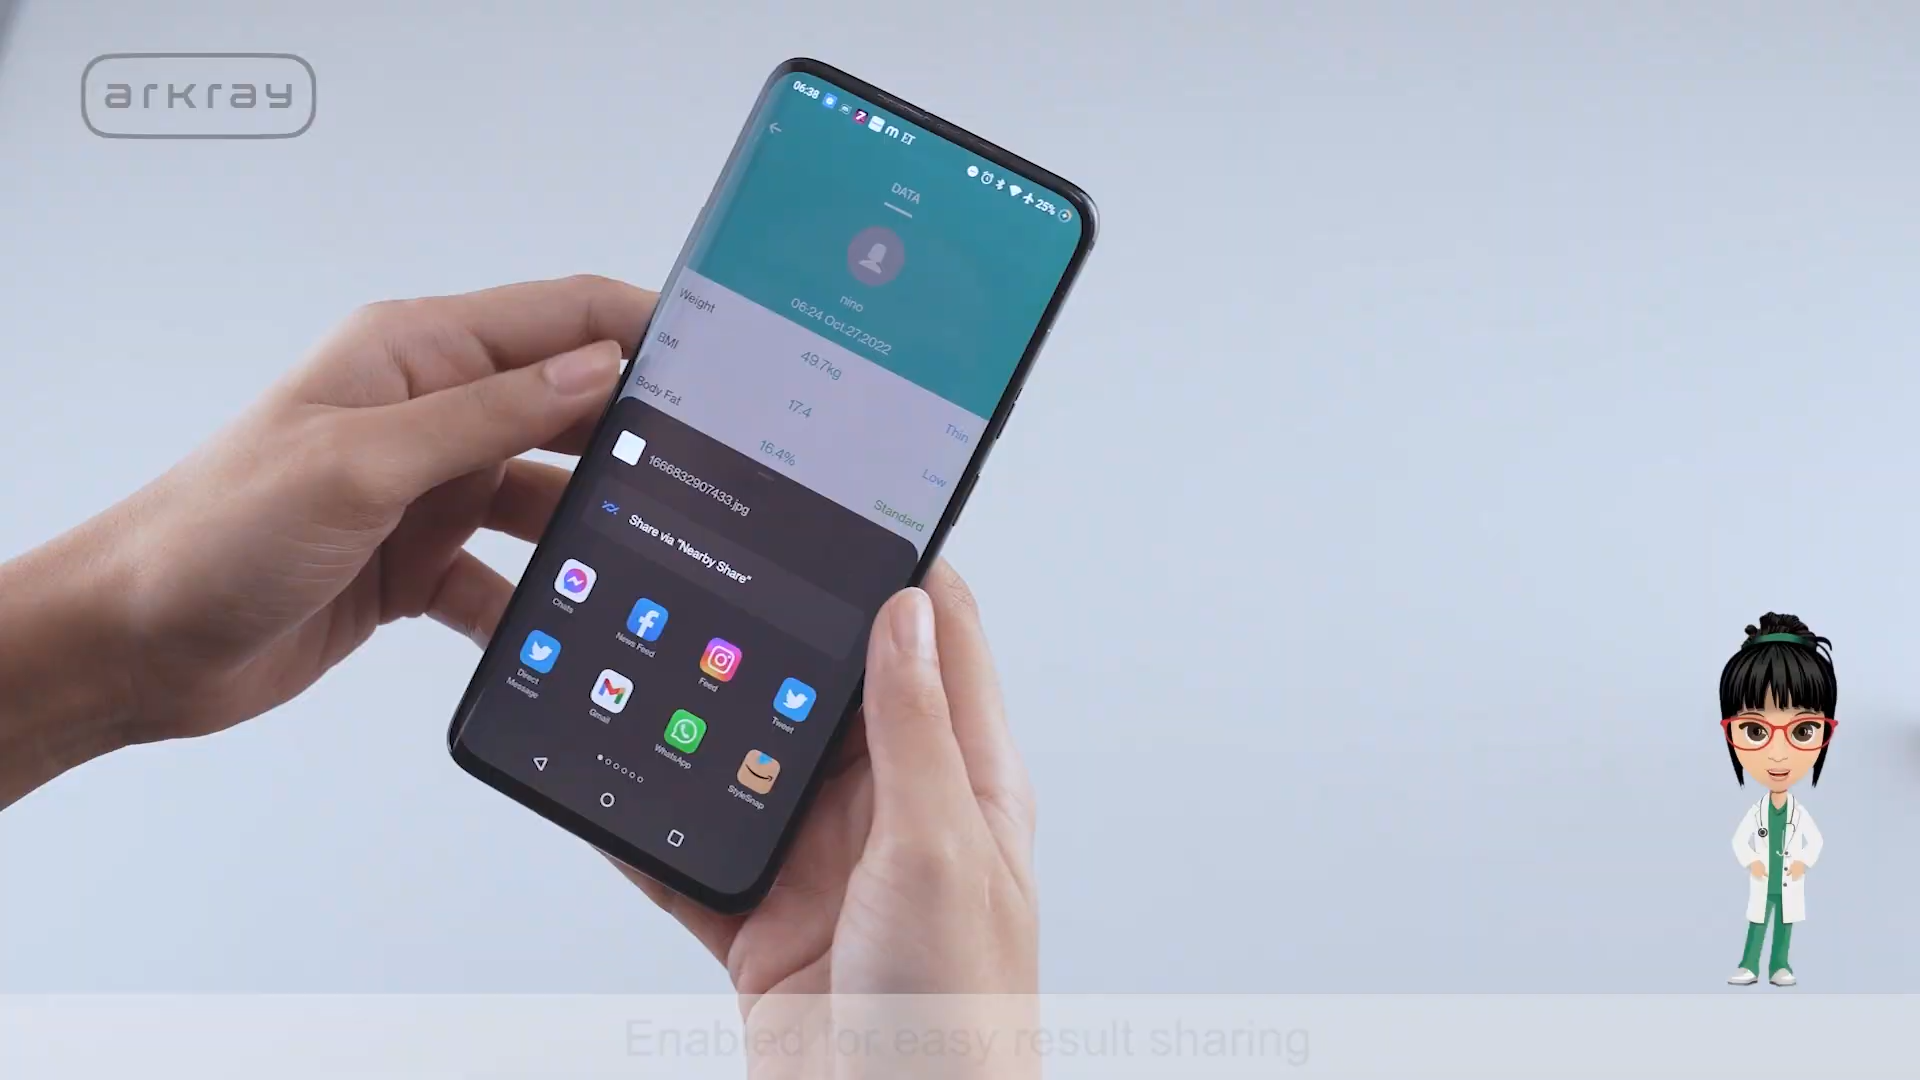 arkray
06:38
m ET
25%
DATA
nino
06:24 Oct.27,2022
Weight 49.7kg Thin
BMI 17.4 Low
Body Fat 16.4% Standard
1666832907433.jpg
Share via "Nearby Share"
Chats
News Feed
Feed
Tweet
Direct
Message
Gmail
WhatsApp
StyleSnap
Enabled for easy result sharing